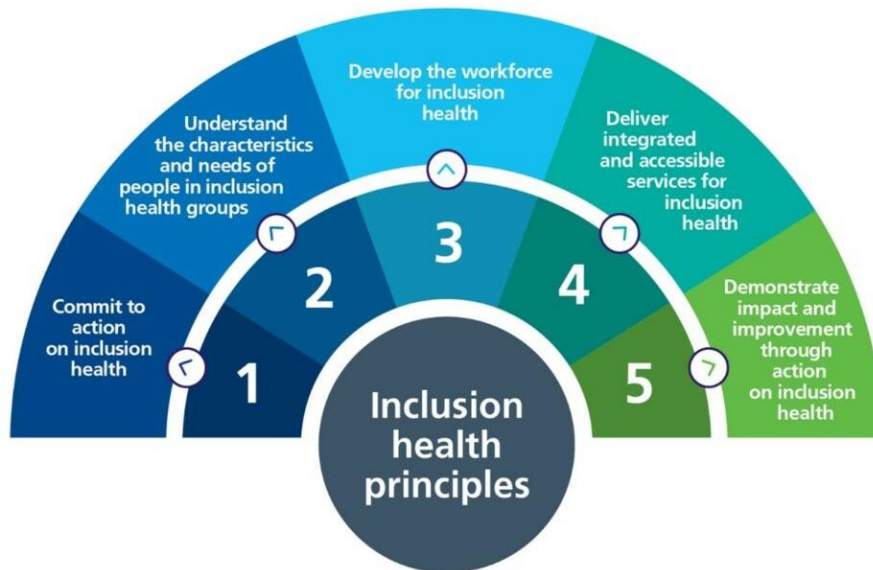 Commit to
action
on inclusion
health
1
Understand
the characteristics
and needs of
people in inclusion
health groups
2
Develop the workforce
for inclusion
health
3
Deliver
integrated
and accessible
services for
inclusion
health
4
Demonstrate
impact and
improvement
through
action
on inclusion
health
5
Inclusion
health
principles